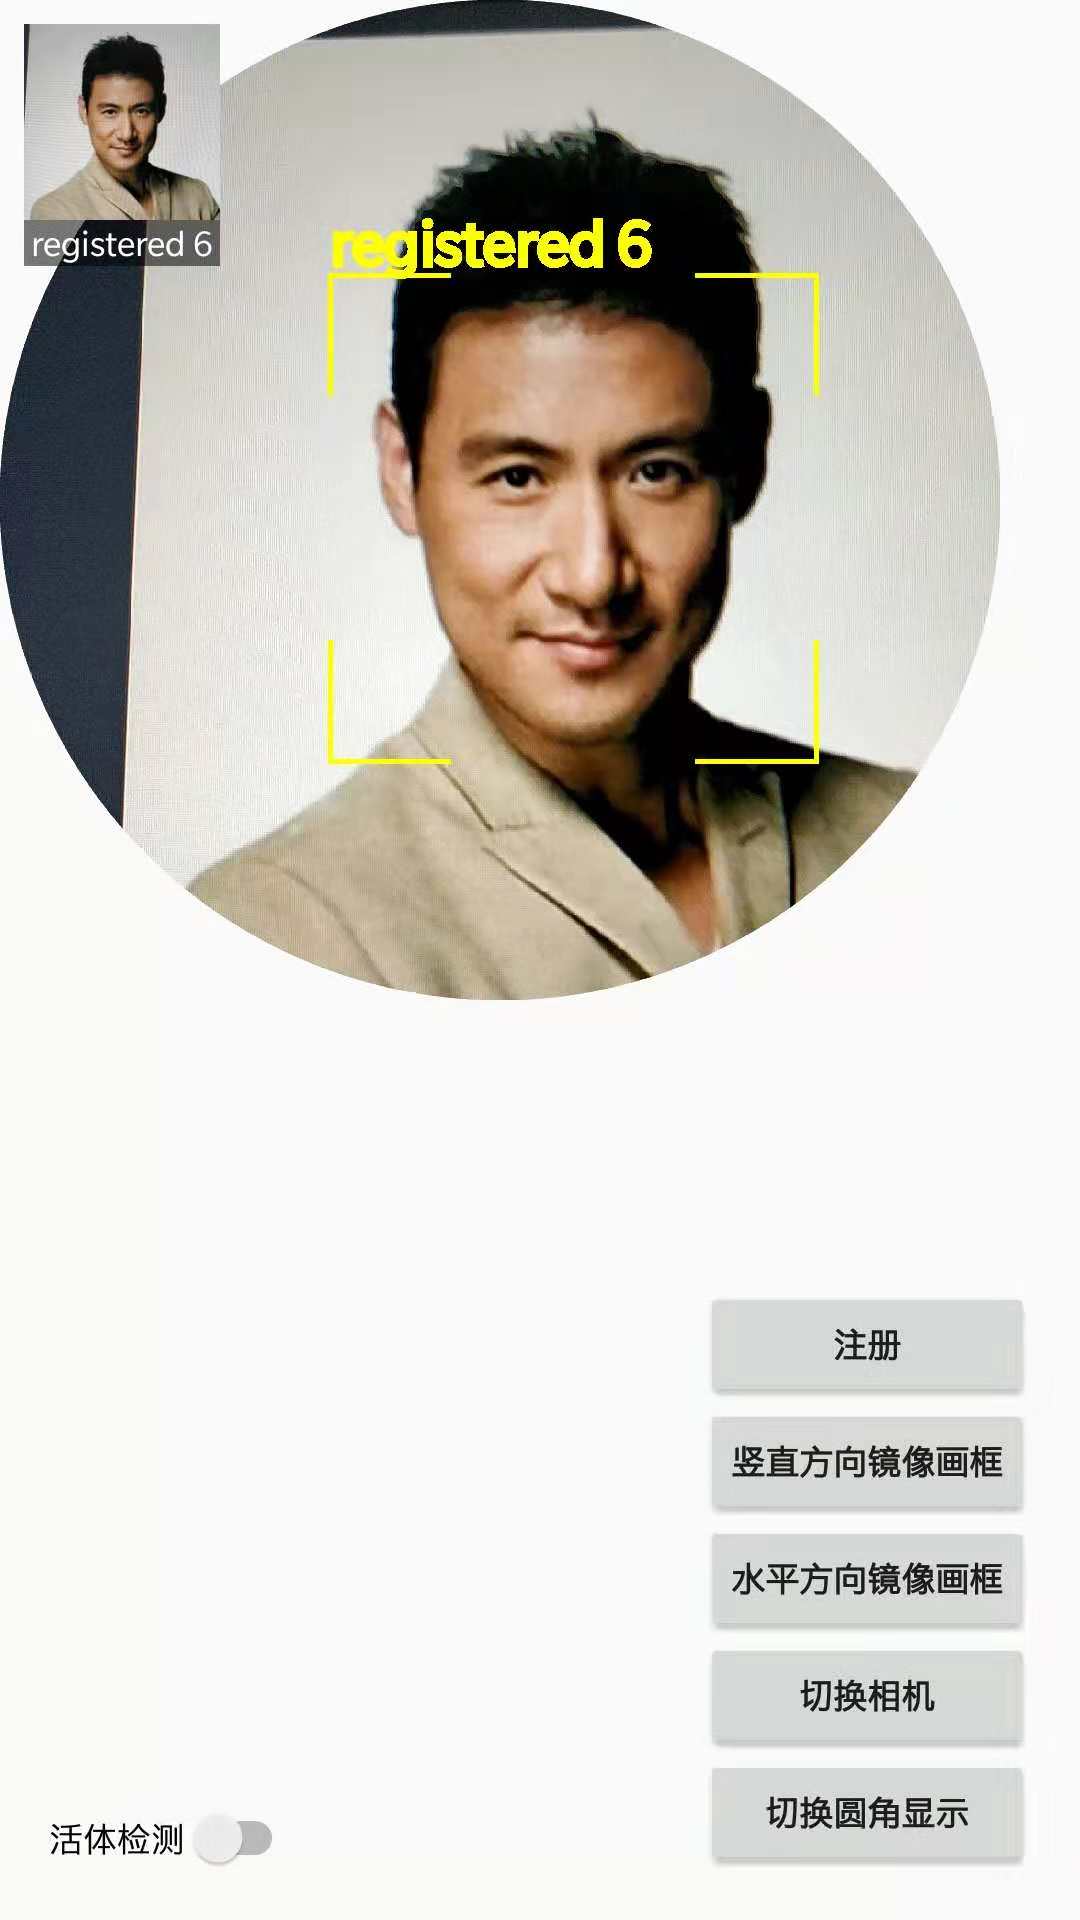 registered 6
registered 6
注册
竖直方向镜像画框
水平方向镜像画框
切换相机
切换圆角显示
活体检测